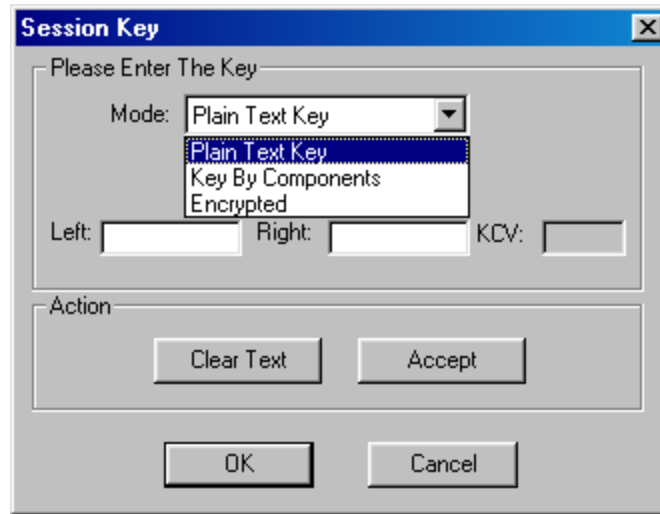 Session Key
Please Enter The Key
Mode: Plain Text Key
Plain Text Key
Key By Components
Encrypted
Left: Right: KCV:
Action
Clear Text Accept
OK Cancel